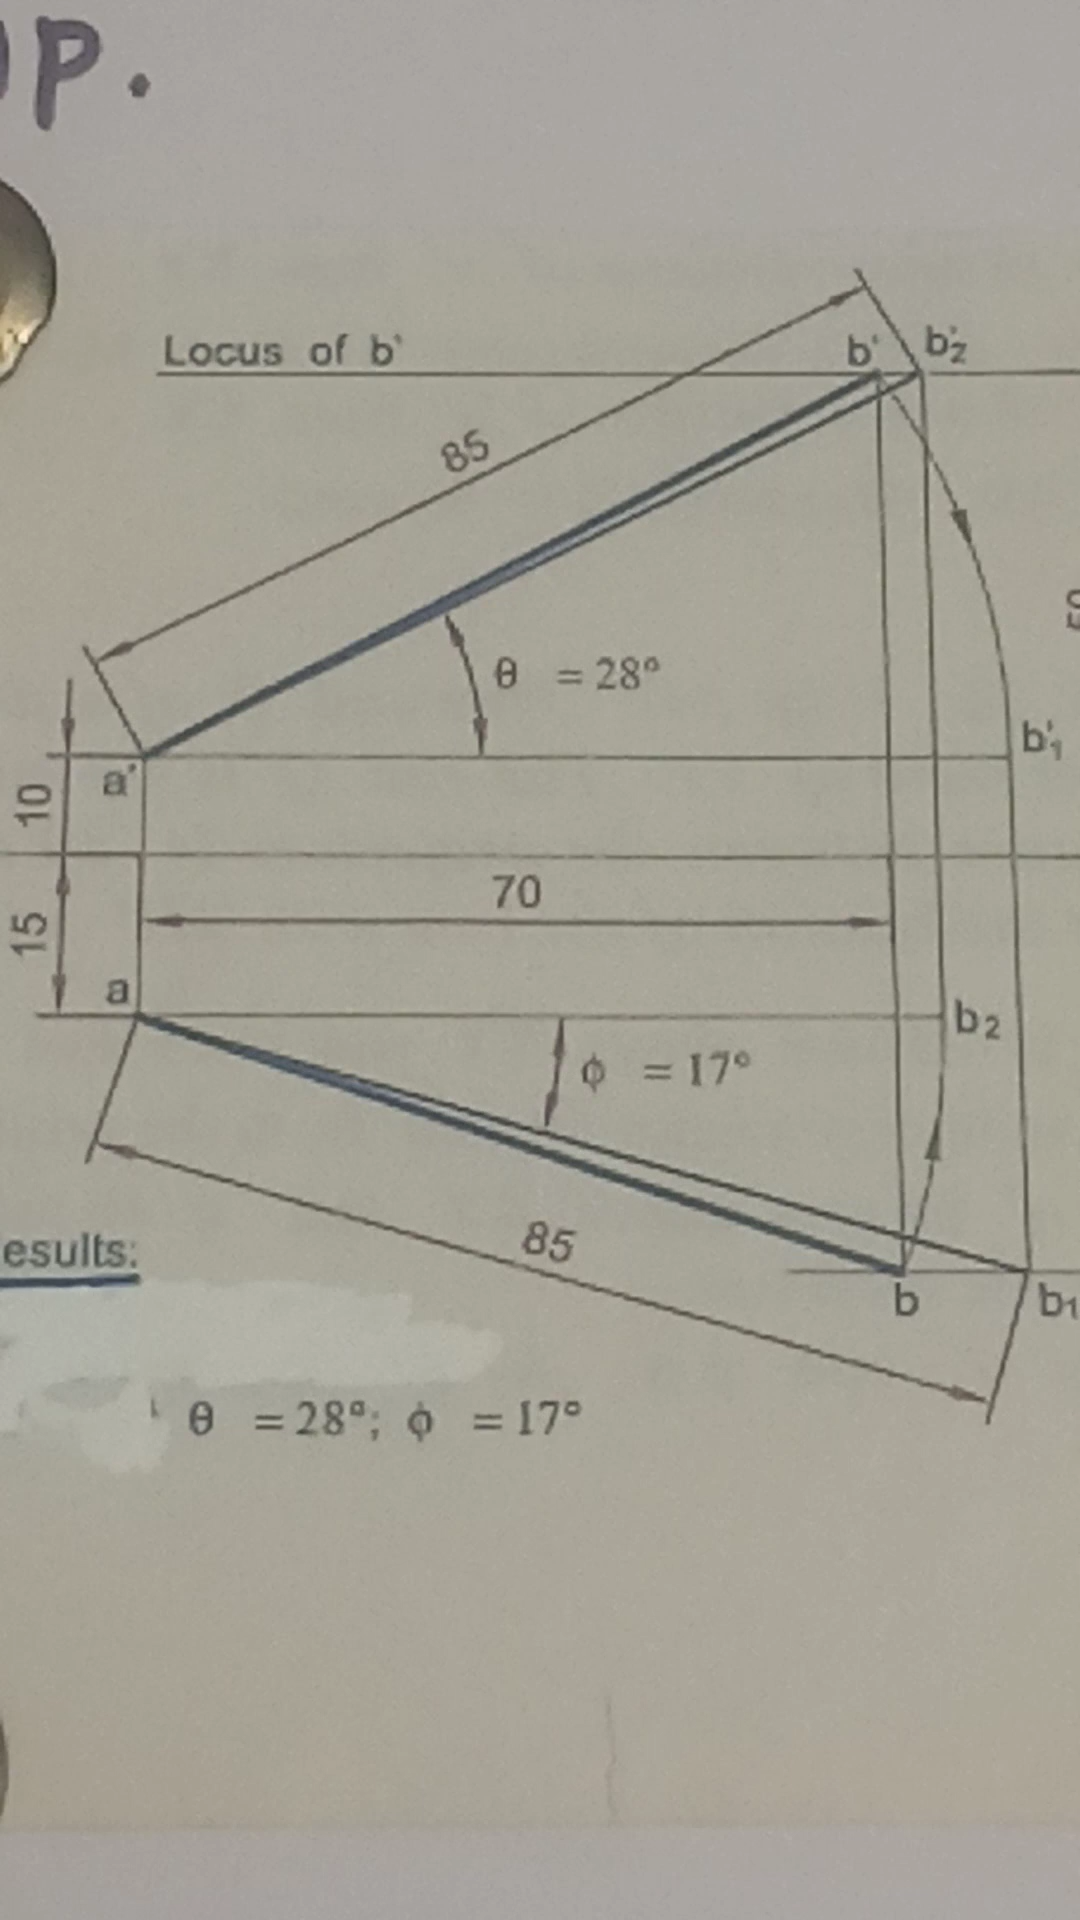 P.
Locus of b'
b'
b'2
85
θ = 28°
b'1
a'
10
70
15
a
b2
ϕ = 17°
85
esults:
b
b1
θ = 28°; ϕ = 17°